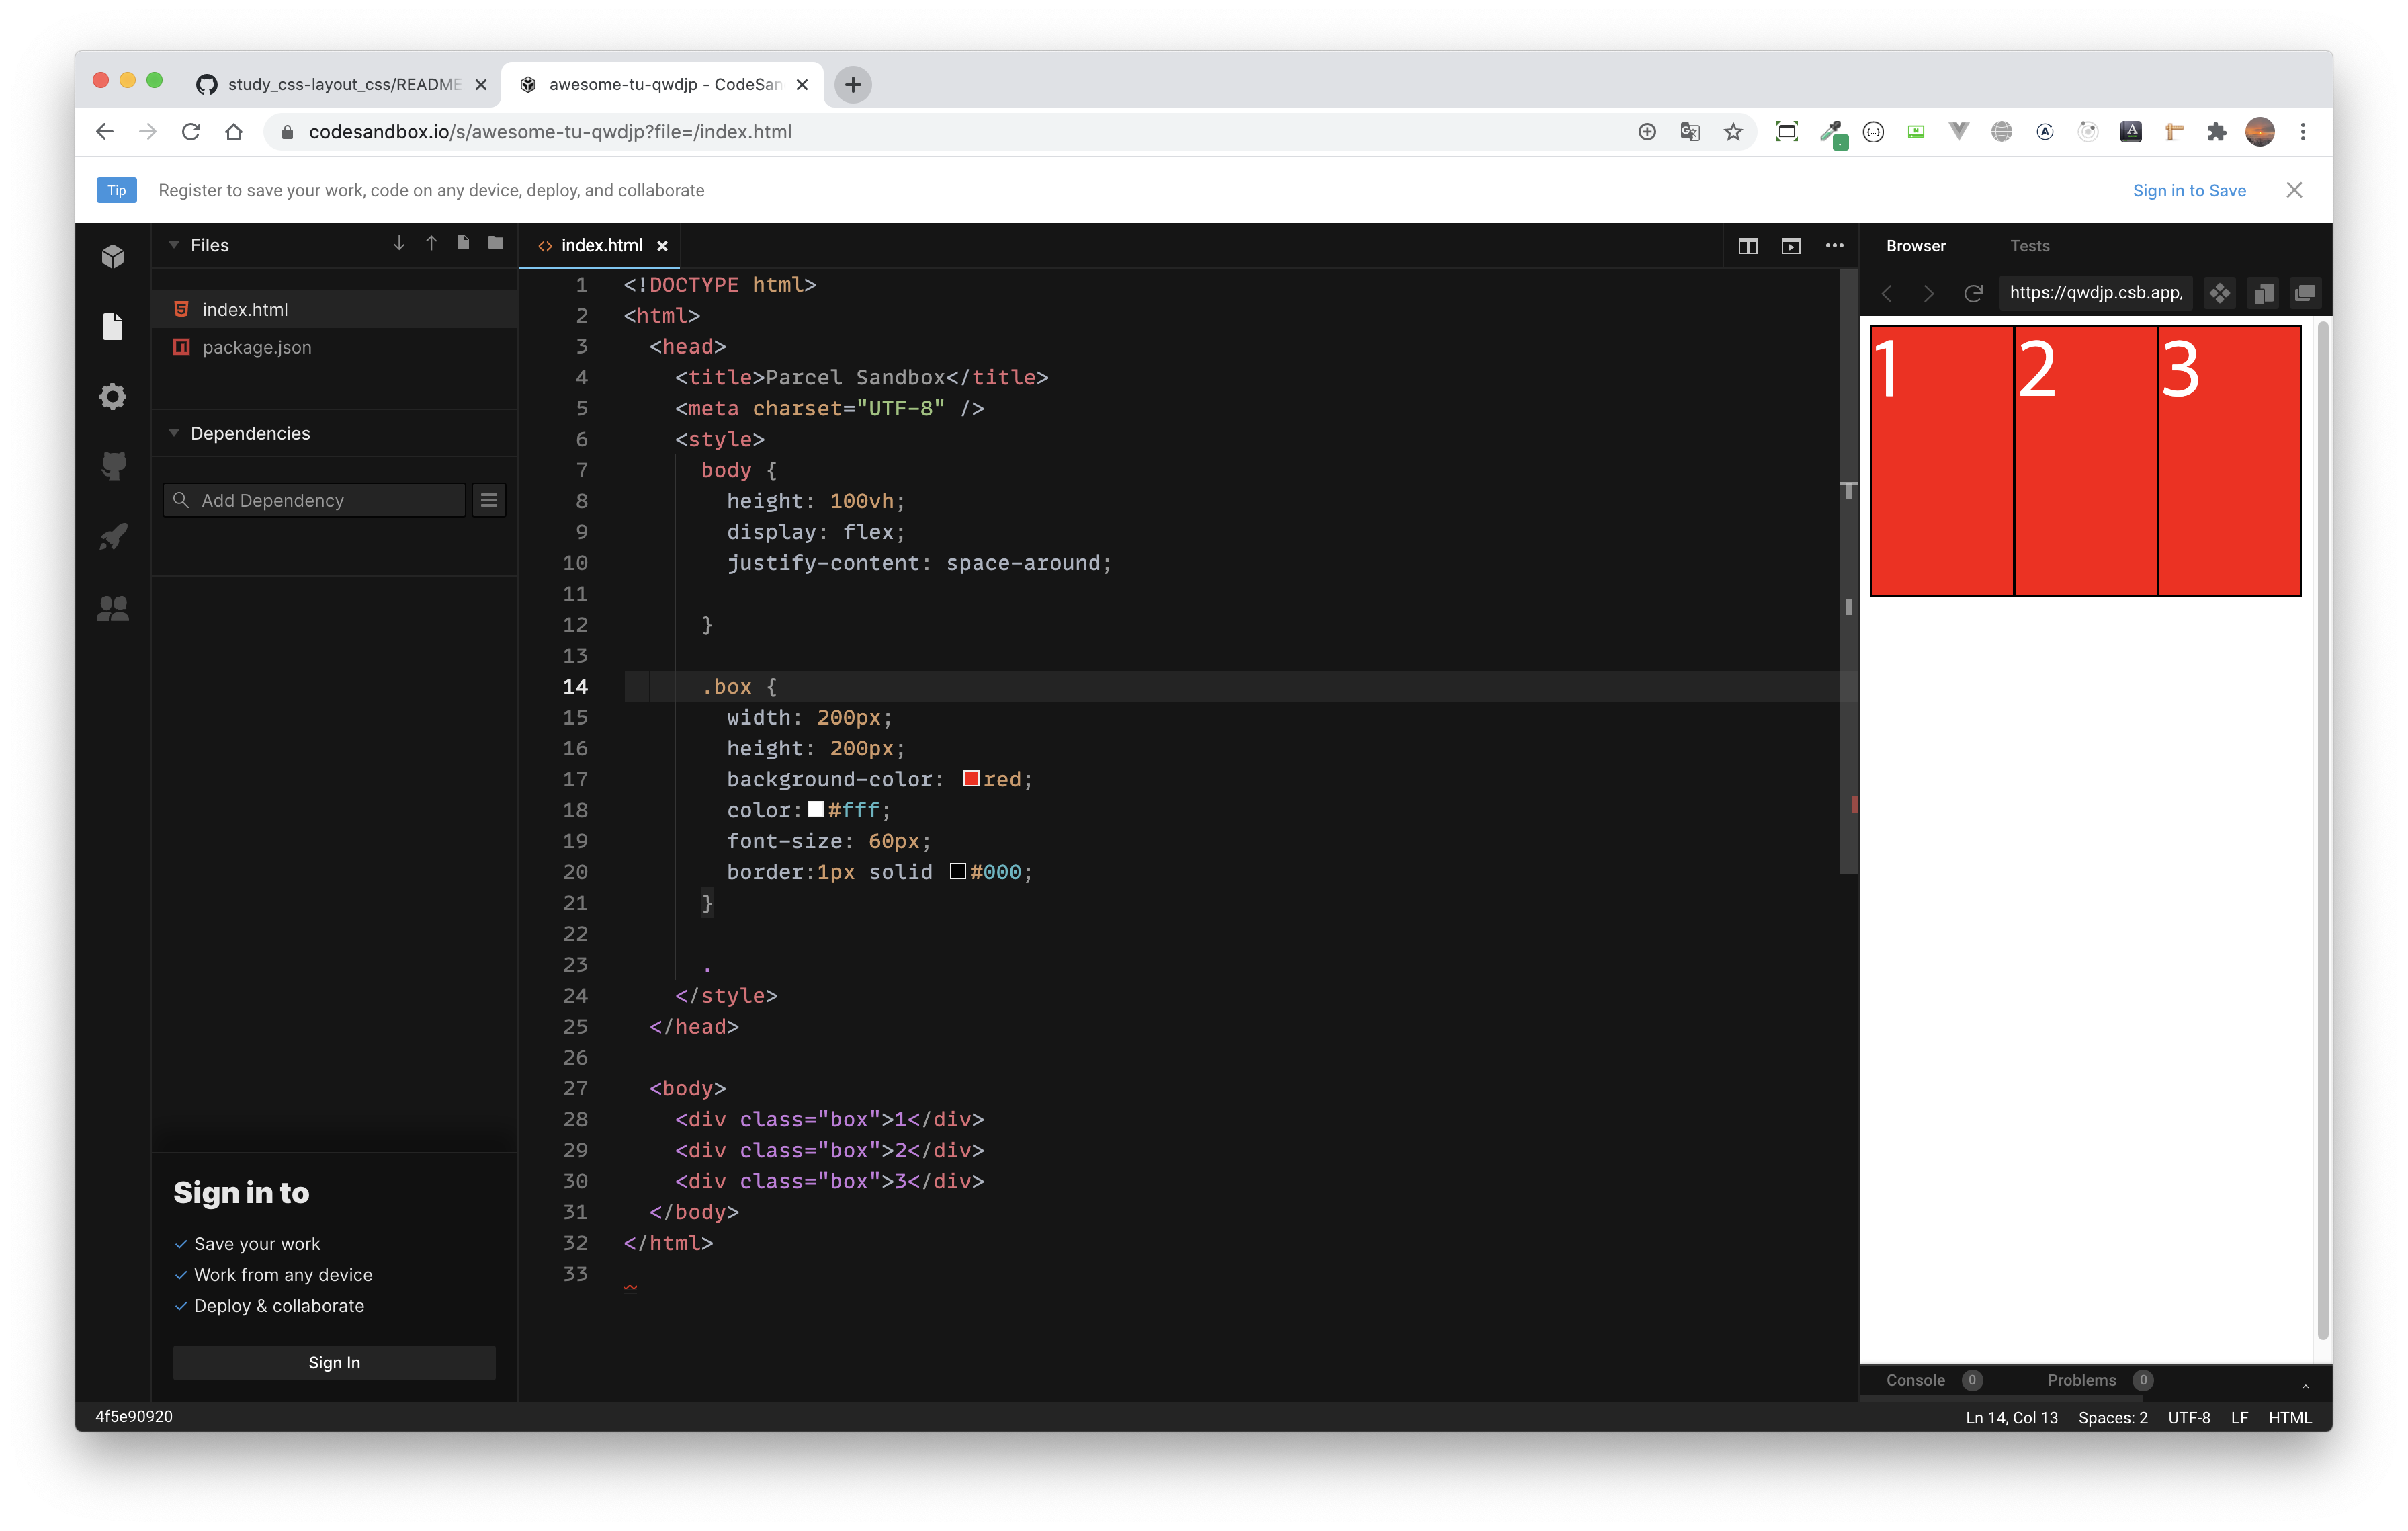 study_css-layout_css/README
awesome-tu-qwdjp - CodeSan
codesandbox.io/s/awesome-tu-qwdjp?file=/index.html
Tip Register to save your work, code on any device, deploy, and collaborate Sign in to Save
Files
index.html
package.json
Dependencies
Add Dependency
Sign in to
Save your work
Work from any device
Deploy & collaborate
Sign In
index.html
1 <!DOCTYPE html>
2 <html>
3 <head>
4 <title>Parcel Sandbox</title>
5 <meta charset="UTF-8" />
6 <style>
7 body {
8 height: 100vh;
9 display: flex;
10 justify-content: space-around;
11
12 }
13
14 .box {
15 width: 200px;
16 height: 200px;
17 background-color: red;
18 color:#fff;
19 font-size: 60px;
20 border:1px solid #000;
21 }
22
23 .
24 </style>
25 </head>
26
27 <body>
28 <div class="box">1</div>
29 <div class="box">2</div>
30 <div class="box">3</div>
31 </body>
32 </html>
33
Browser Tests
https://qwdjp.csb.app/
1 2 3
Console 0 Problems 0
4f5e90920 Ln 14, Col 13 Spaces: 2 UTF-8 LF HTML